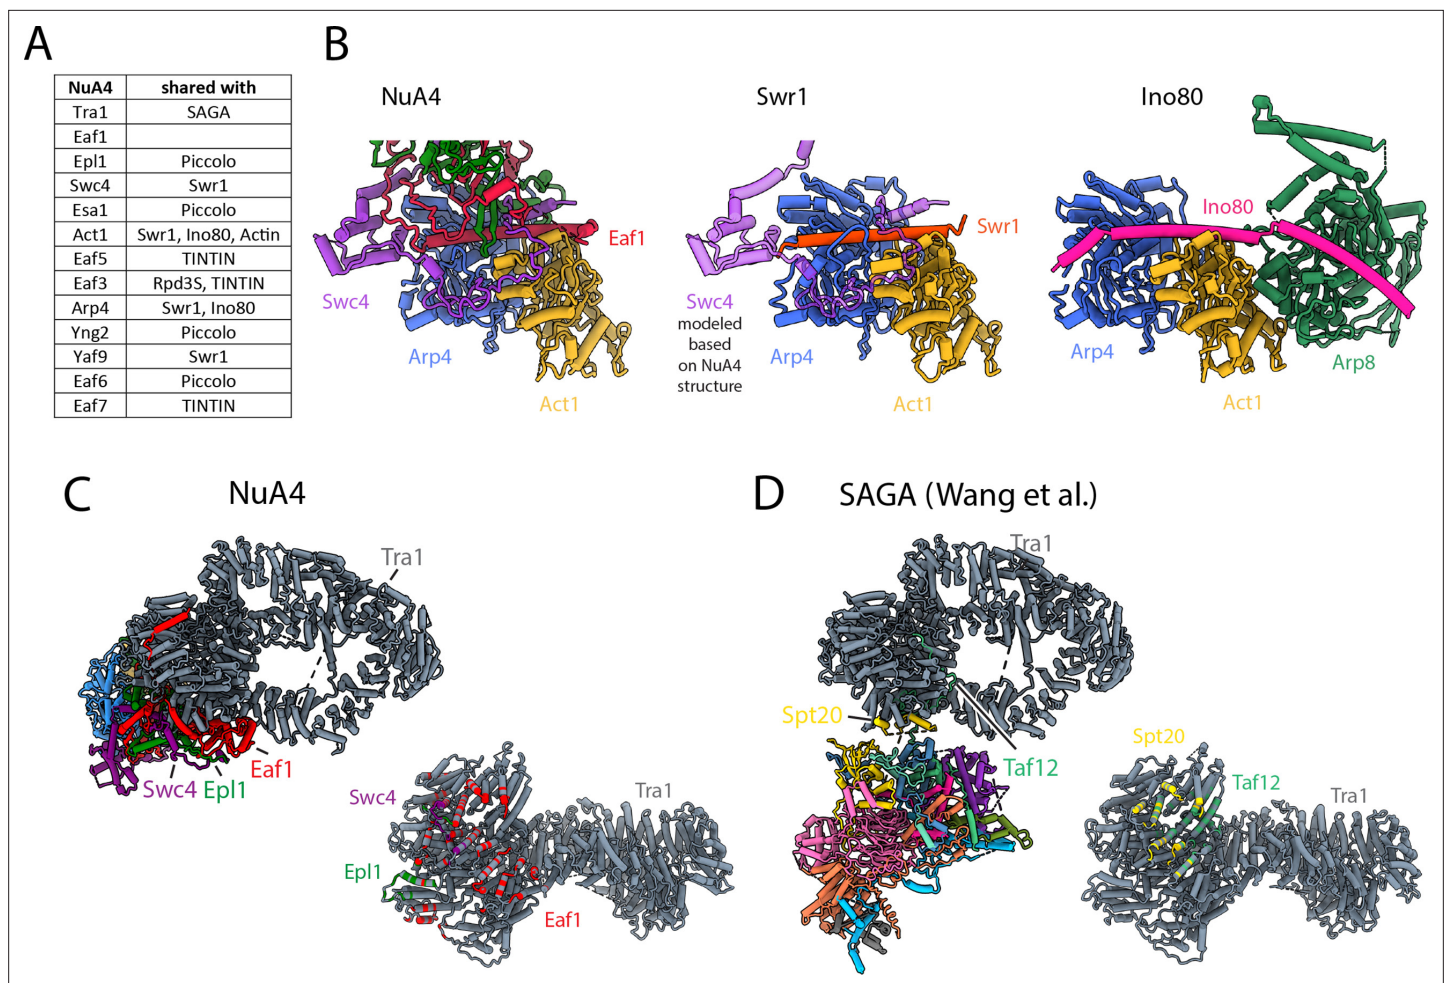 A
NuA4 shared with
Tra1 SAGA
Eaf1
Epl1 Piccolo
Swc4 Swr1
Esa1 Piccolo
Act1 Swr1, Ino80, Actin
Eaf5 TINTIN
Eaf3 Rpd3S, TINTIN
Arp4 Swr1, Ino80
Yng2 Piccolo
Yaf9 Swr1
Eaf6 Piccolo
Eaf7 TINTIN
B
NuA4
Eaf1
Swc4
Arp4
Act1
Swr1
Swr1
Swc4
modeled
based
on NuA4
structure
Arp4
Act1
Ino80
Ino80
Arp4
Arp8
Act1
C
NuA4
Tra1
Swc4 Epl1 Eaf1
Swc4
Tra1
Epl1
Eaf1
D
SAGA (Wang et al.)
Tra1
Spt20
Taf12
Spt20
Taf12
Tra1